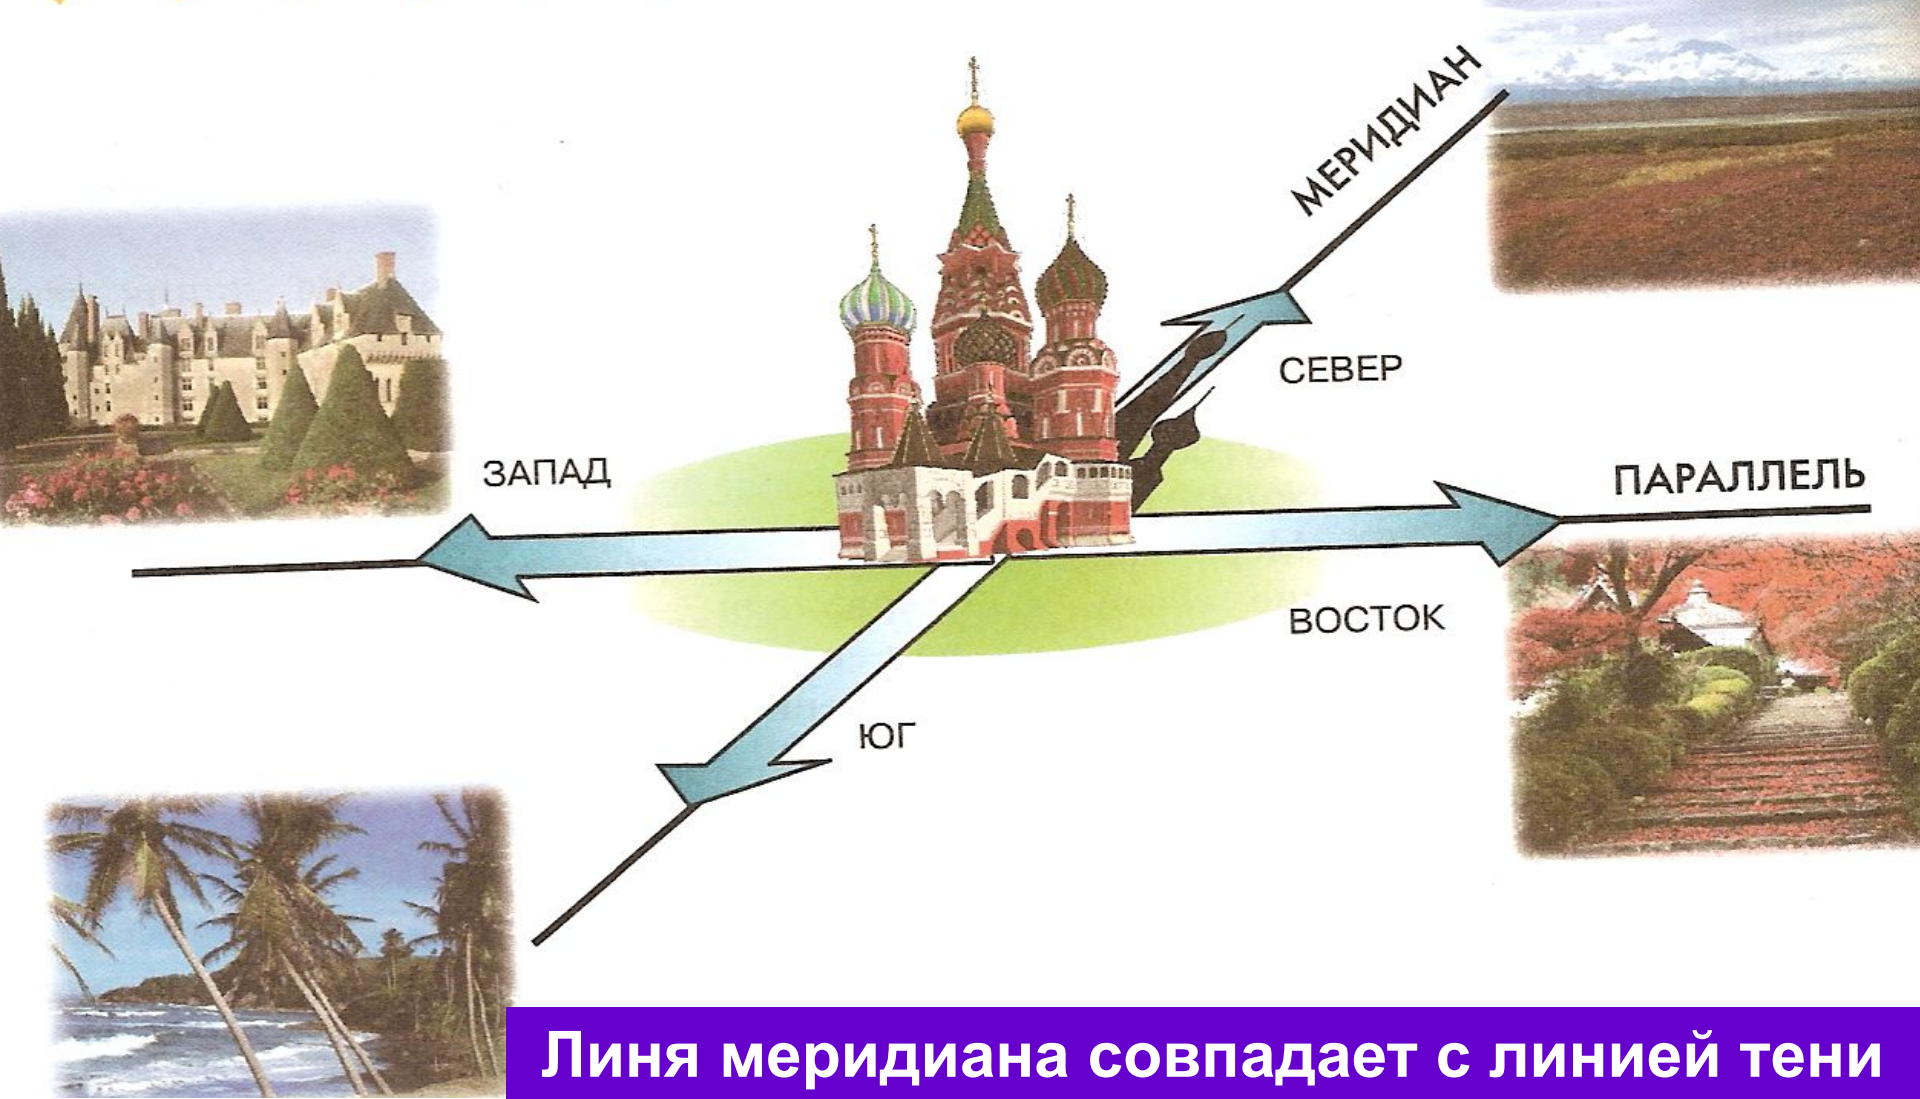 МЕРИДИАН
СЕВЕР
ЗАПАД
ПАРАЛЛЕЛЬ
ВОСТОК
ЮГ
Линя меридиана совпадает с линией тени